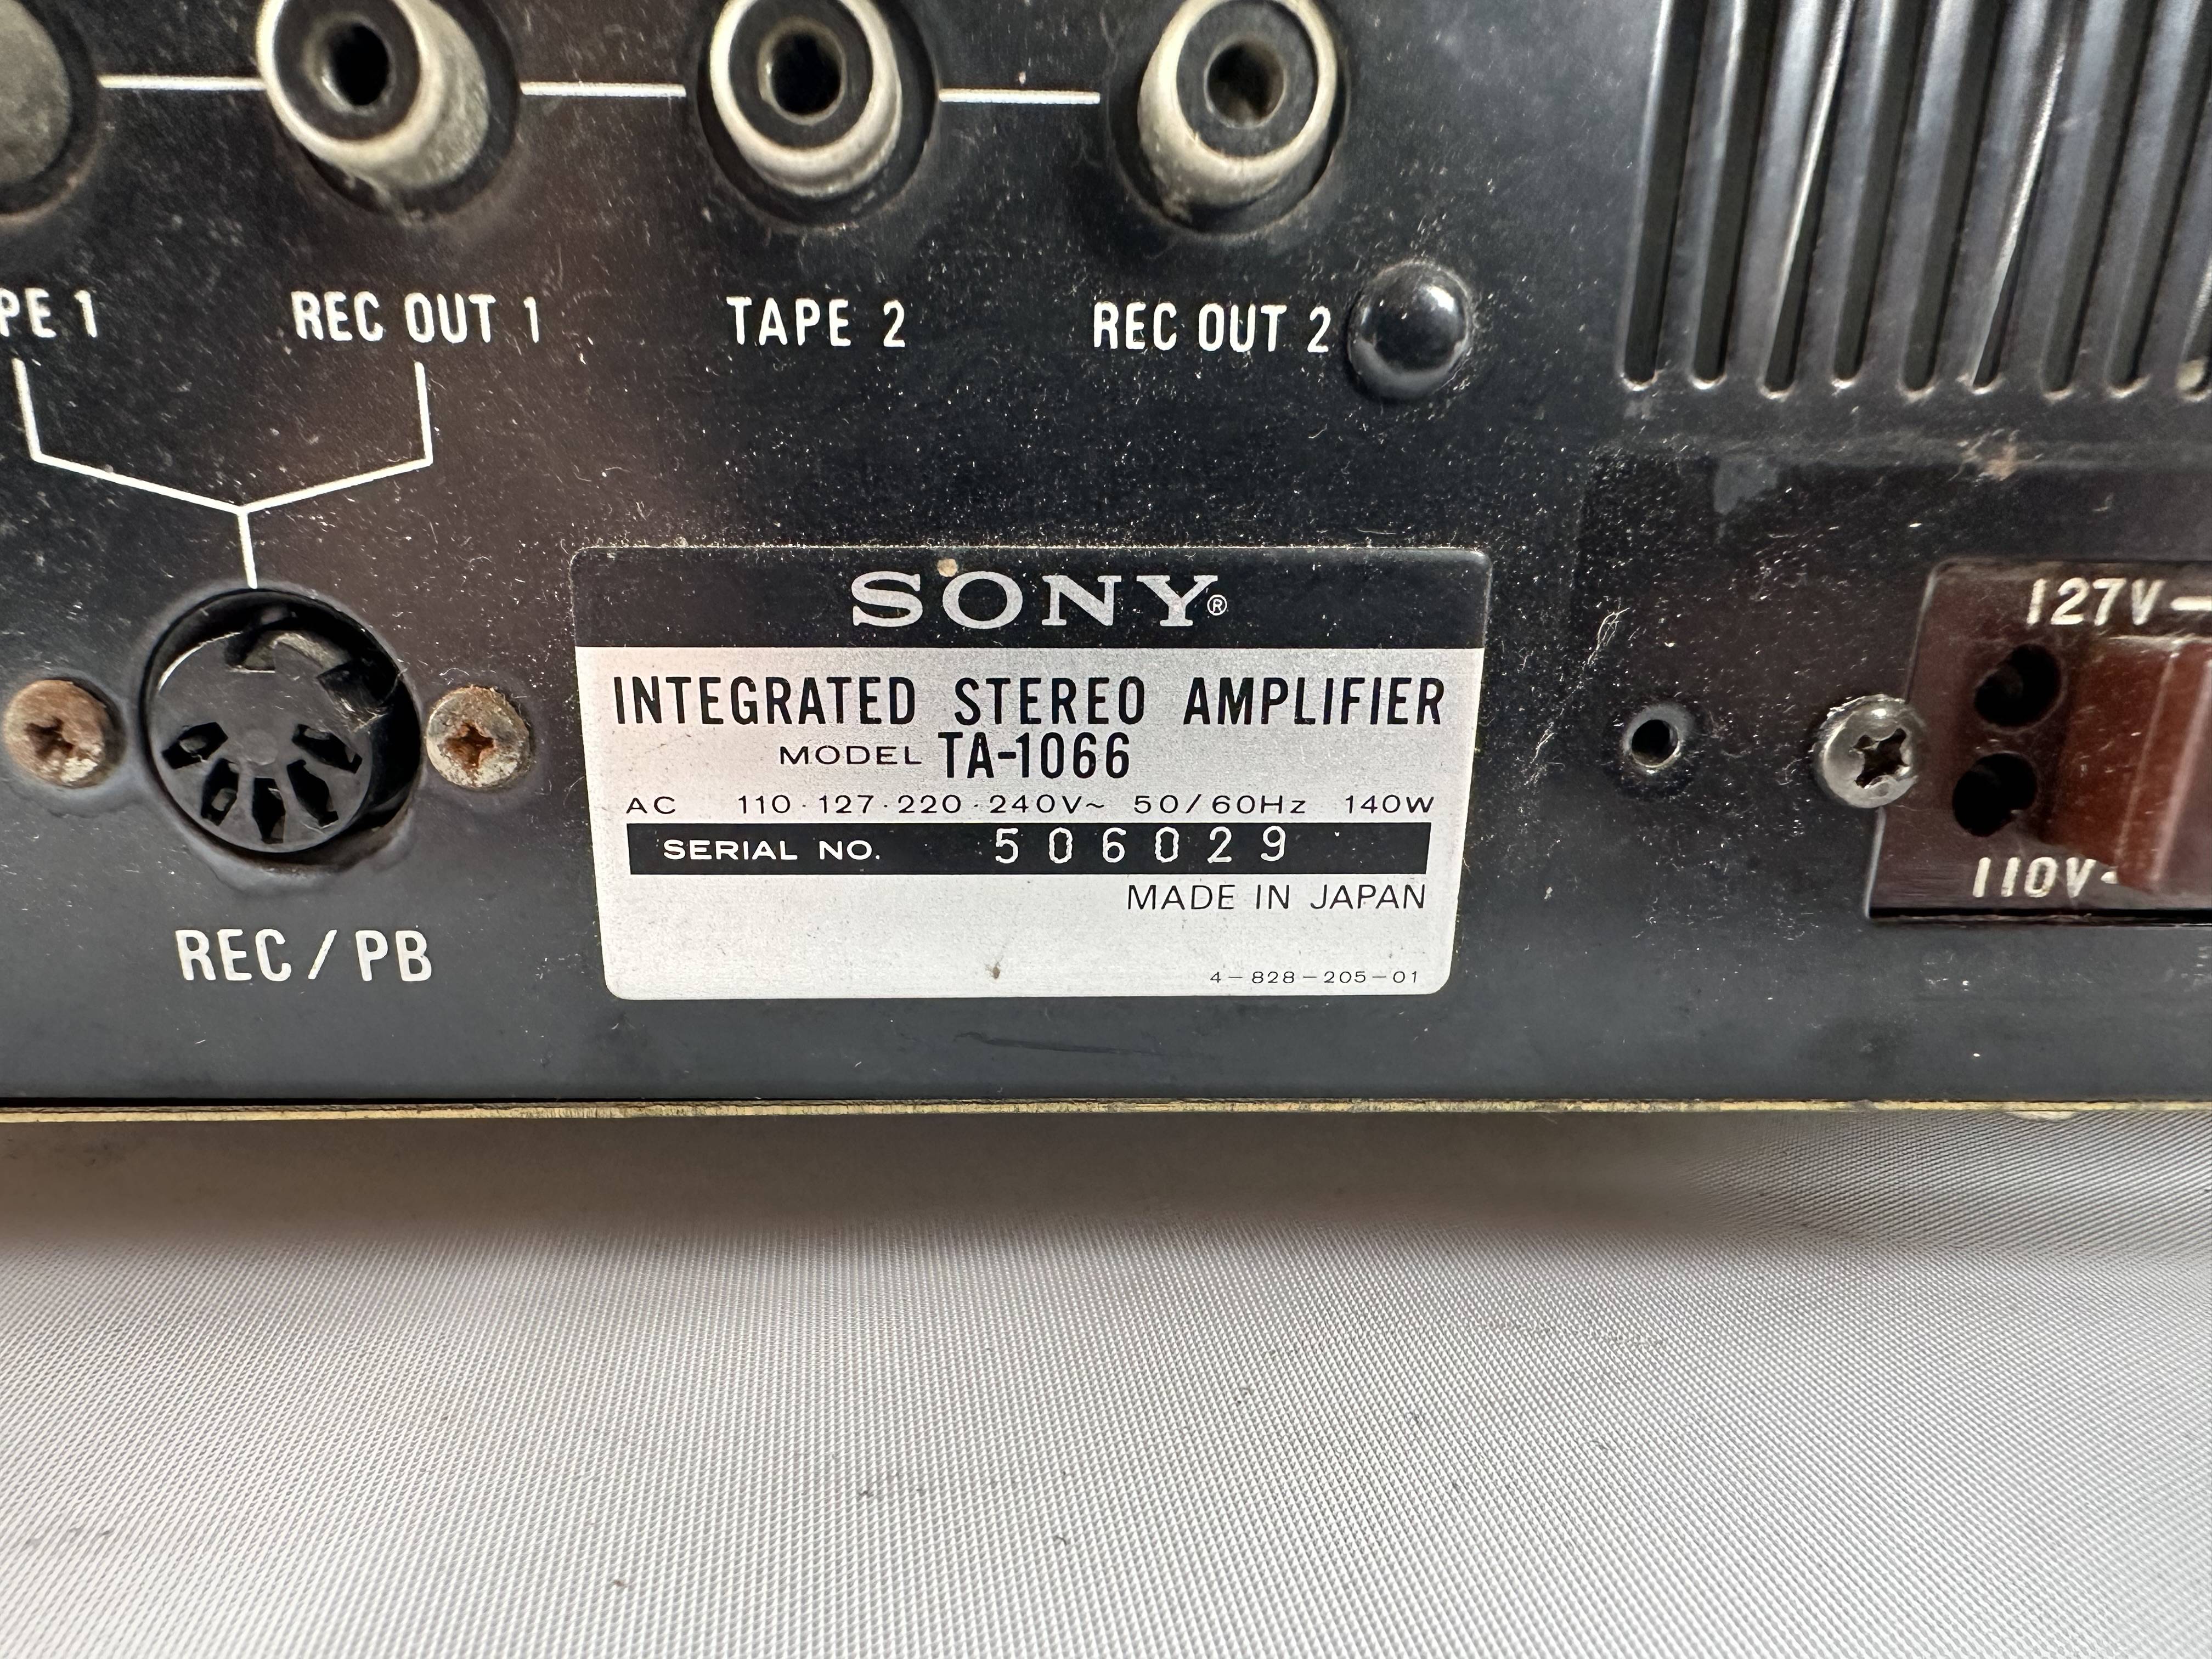 PE 1
REC OUT 1
TAPE 2
REC OUT 2
REC / PB
SONY®
INTEGRATED STEREO AMPLIFIER
MODEL TA-1066
AC 110 · 127 · 220 · 240V~ 50/60Hz 140W
SERIAL NO. 506029
MADE IN JAPAN
4-828-205-01
127V
110V